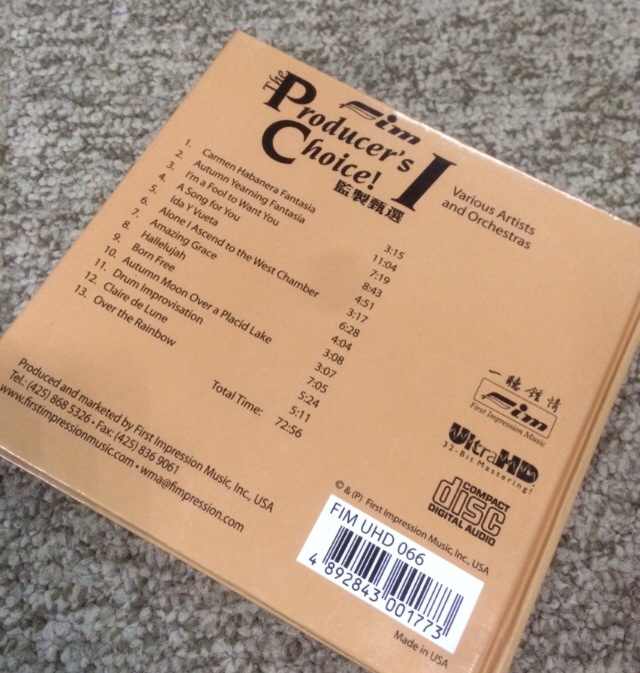 The
fim
Producer's
Choice! I
監製甄選
Various Artists
and Orchestras
1. Carmen Habanera Fantasia 3:15
2. Autumn Yearning Fantasia 11:04
3. I'm a Fool to Want You 7:19
4. A Song for You 8:43
5. Ida Y Vueta 4:51
6. Alone I Ascend to the West Chamber 3:17
7. Amazing Grace 6:28
8. Hallelujah 4:04
9. Born Free 3:08
10. Autumn Moon Over a Placid Lake 3:07
11. Drum Improvisation 7:05
12. Claire de Lune 5:24
13. Over the Rainbow 5:11
Total Time: 72:56
Produced and marketed by First Impression Music, Inc, USA
Tel.: (425) 868 5326 • Fax: (425) 836 9061
www.firstimpressionmusic.com • wma@fimpression.com
一種鍾情
fim
First Impression Music
UltraHD
32-Bit Mastering!
COMPACT
disc
DIGITAL AUDIO
© & (P) First Impression Music, Inc, USA
FIM UHD 066
4 892843 001773
Made in USA